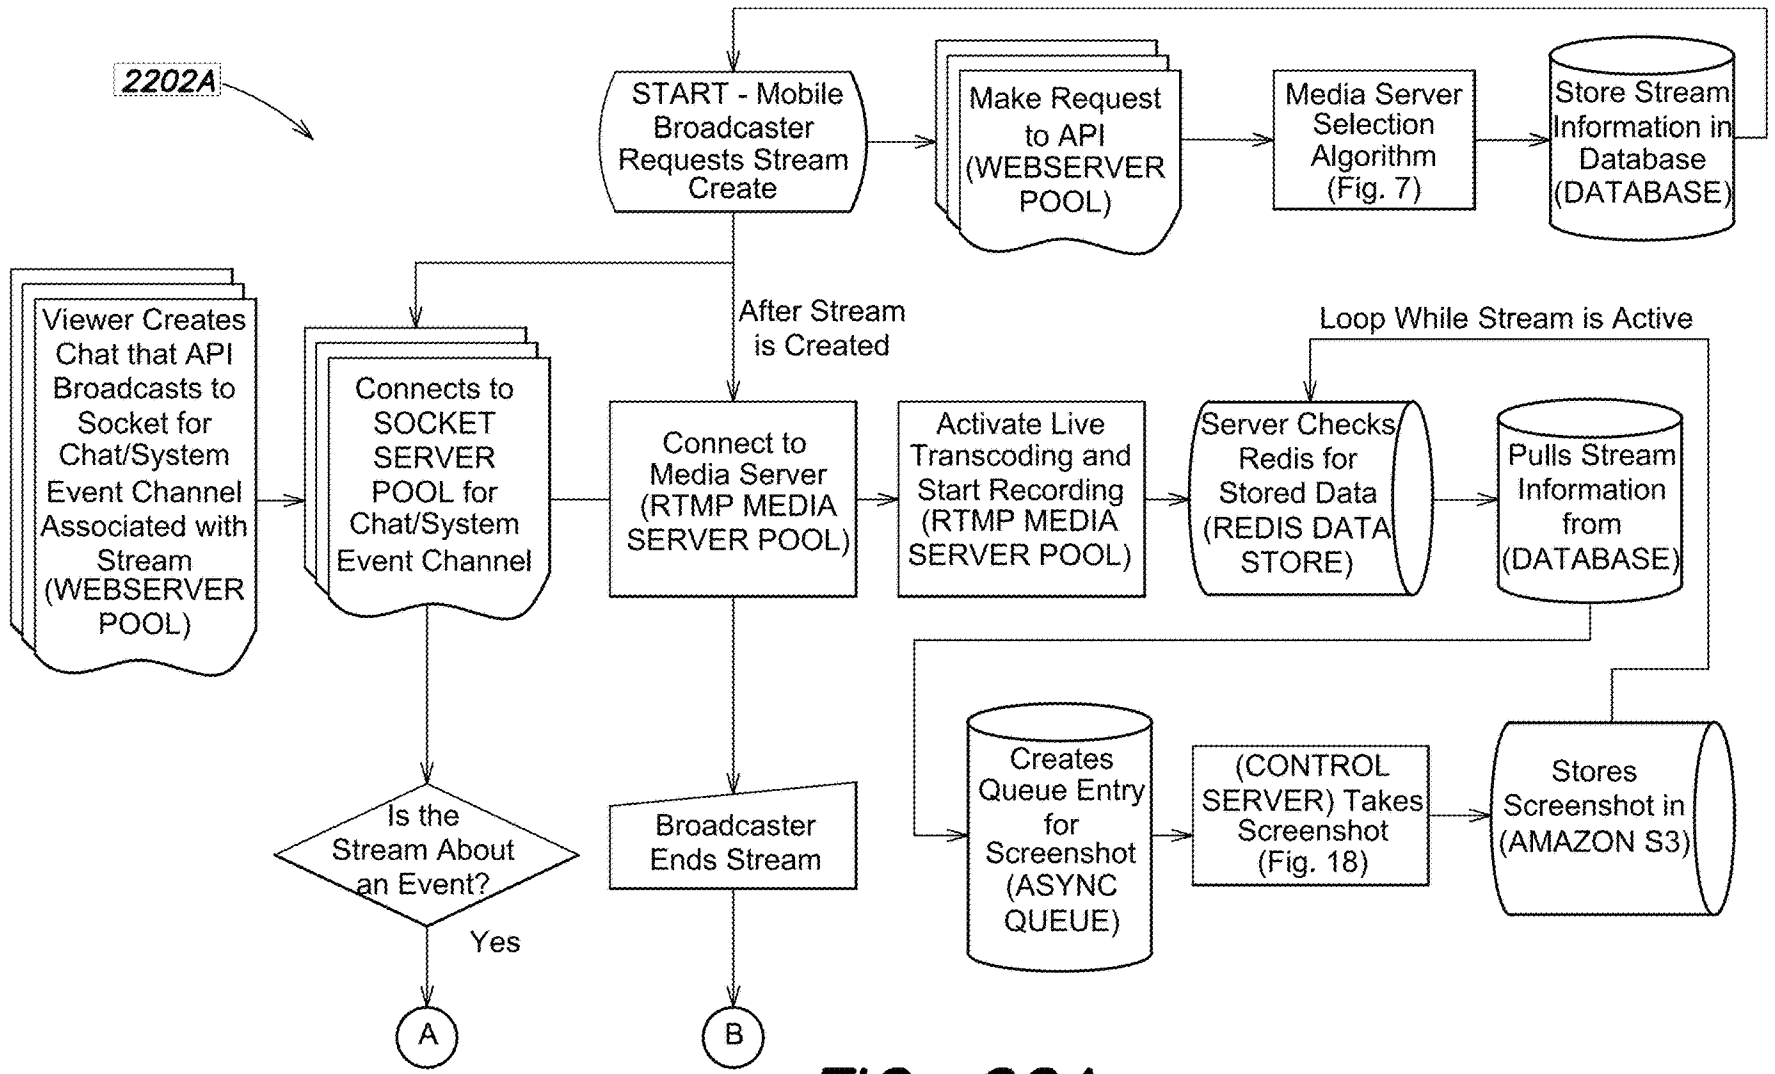 2202A
START - Mobile
Broadcaster
Requests Stream
Create
Make Request
to API
(WEBSERVER
POOL)
Media Server
Selection
Algorithm
(Fig. 7)
Store Stream
Information in
Database
(DATABASE)
After Stream
is Created
Loop While Stream is Active
Viewer Creates
Chat that API
Broadcasts to
Socket for
Chat/System
Event Channel
Associated with
Stream
(WEBSERVER
POOL)
Connects to
SOCKET
SERVER
POOL for
Chat/System
Event Channel
Connect to
Media Server
(RTMP MEDIA
SERVER POOL)
Activate Live
Transcoding and
Start Recording
(RTMP MEDIA
SERVER POOL)
Server Checks
Redis for
Stored Data
(REDIS DATA
STORE)
Pulls Stream
Information
from
(DATABASE)
Creates
Queue Entry
for
Screenshot
(ASYNC
QUEUE)
(CONTROL
SERVER) Takes
Screenshot
(Fig. 18)
Stores
Screenshot in
(AMAZON S3)
Is the
Stream About
an Event?
Yes
Broadcaster
Ends Stream
A
B